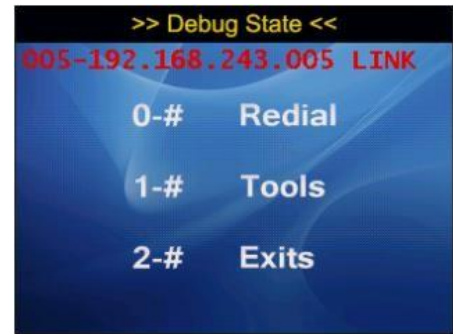 >> Debug State <<
005-192.168.243.005 LINK
0-# Redial
1-# Tools
2-# Exits